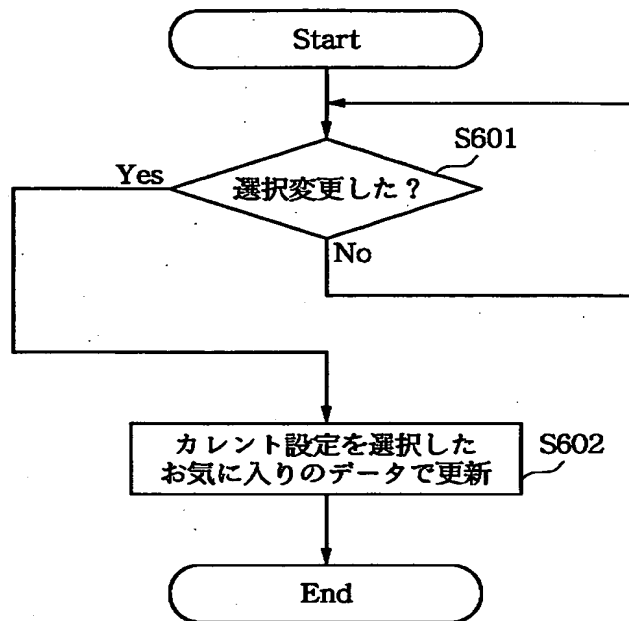 Start
S601
Yes
選択変更した？
No
カレント設定を選択した
お気に入りのデータで更新
S602
End